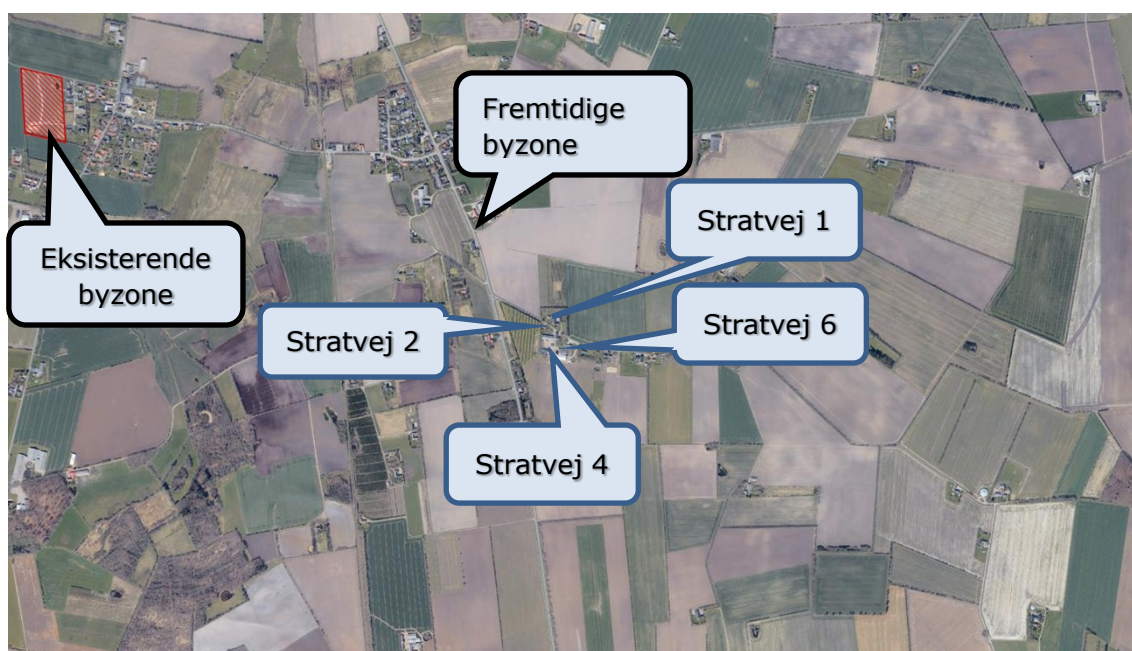 Fremtidige
byzone
Stratvej 1
Eksisterende
byzone
Stratvej 2
Stratvej 6
Stratvej 4